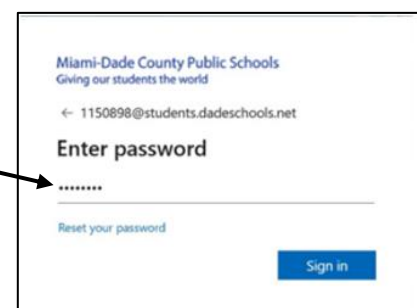 Miami-Dade County Public Schools
Giving our students the world
← 1150898@students.dadeschools.net
Enter password
••••••••
Reset your password
Sign in